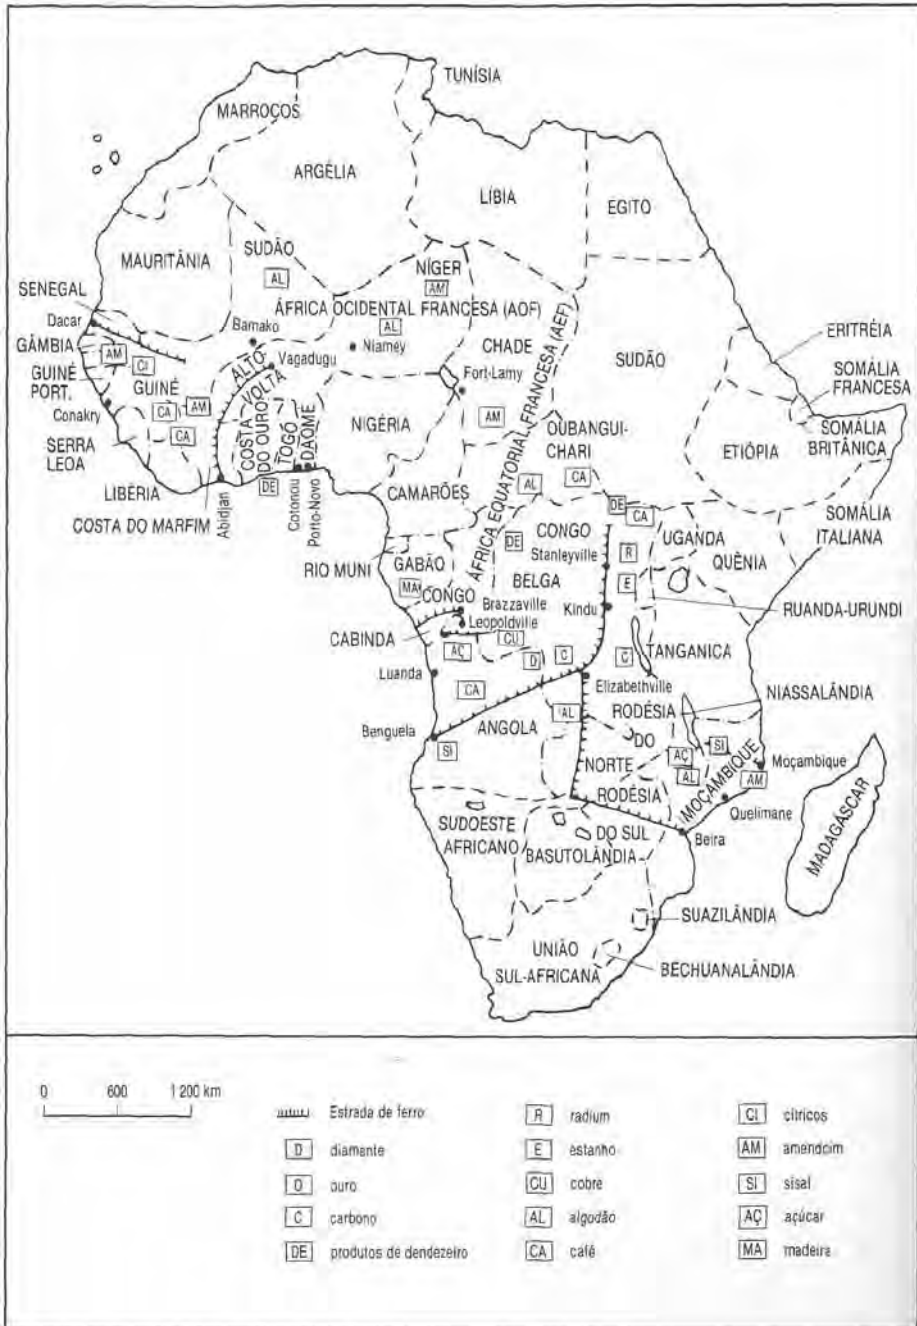 TUNÍSIA
MARROCOS
ARGÉLIA
LÍBIA
EGITO
MAURITÂNIA
SUDÃO
AL
NÍGER
AM
SENEGAL
ÁFRICA OCIDENTAL FRANCESA (AOF)
AL
Dacar
Bamako
Niamey
CHADE
SUDÃO
ERITRÉIA
GÂMBIA
AM
CI
ALTO
VOLTA
Vagadugu
Fort-Lamy
SOMÁLIA
FRANCESA
GUINÉ
PORT.
GUINÉ
CA
AM
CA
Conakry
COSTA
DO OURO
TOGO
DAOMÉ
NIGÉRIA
AM
ÁFRICA EQUATORIAL FRANCESA (AEF)
OUBANGUI-
CHARI
ETIÓPIA
SOMÁLIA
BRITÂNICA
SERRA
LEOA
LIBÉRIA
DE
CAMARÕES
AL
CA
COSTA DO MARFIM
Abidjan
Cotonou
Porto-Novo
DE
CA
SOMÁLIA
ITALIANA
RIO MUNI
GABÃO
MA
DE
CONGO
Stanleyville
BELGA
R
E
UGANDA
QUÊNIA
CONGO
Brazzaville
Leopoldville
Kindu
RUANDA-URUNDI
CABINDA
CU
AÇ
D
C
C
TANGANICA
Luanda
CA
Elizabethville
NIASSALÂNDIA
Benguela
SI
ANGOLA
AL
RODÉSIA
DO
NORTE
AÇ
SI
AL
AM
MOÇAMBIQUE
Moçambique
RODÉSIA
DO SUL
Quelimane
Beira
MADAGÁSCAR
SUDOESTE
AFRICANO
BASUTOLÂNDIA
SUAZILÂNDIA
UNIÃO
SUL-AFRICANA
BECHUANALÂNDIA
0 600 1 200 km
Estrada de ferro
D diamante
O ouro
C carbono
DE produtos de dendezeiro
R radium
E estanho
CU cobre
AL algodão
CA café
CI cítricos
AM amendoim
SI sisal
AÇ açúcar
MA madeira